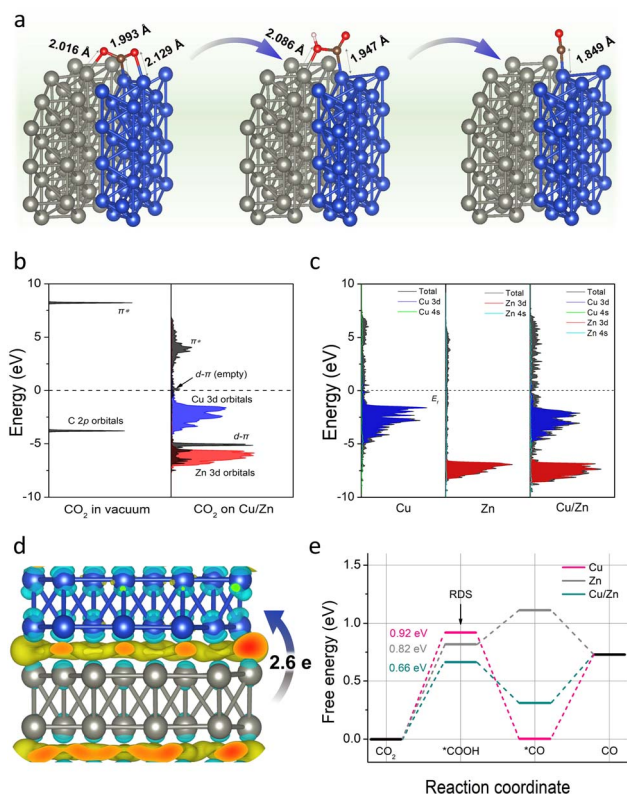 a
2.016 Å
1.993 Å
2.129 Å
2.086 Å
1.947 Å
1.849 Å
b
10
5
0
-5
-10
Energy (eV)
π*
C 2p orbitals
π*
d-π (empty)
Cu 3d orbitals
d-π
Zn 3d orbitals
CO₂ in vacuum
CO₂ on Cu/Zn
c
10
5
0
-5
-10
Energy (eV)
Total
Cu 3d
Cu 4s
Total
Zn 3d
Zn 4s
Total
Cu 3d
Cu 4s
Zn 3d
Zn 4s
Cu
Zn
Cu/Zn
d
2.6 e
e
1.5
1.0
0.5
0.0
Free energy (eV)
Cu
Zn
Cu/Zn
RDS
0.92 eV
0.82 eV
0.66 eV
CO₂
*COOH
*CO
CO
Reaction coordinate